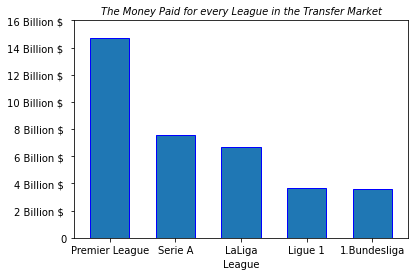 The Money Paid for every League in the Transfer Market
16 Billion $
14 Billion $
12 Billion $
10 Billion $
8 Billion $
6 Billion $
4 Billion $
2 Billion $
0
Premier League Serie A LaLiga Ligue 1 1.Bundesliga
League